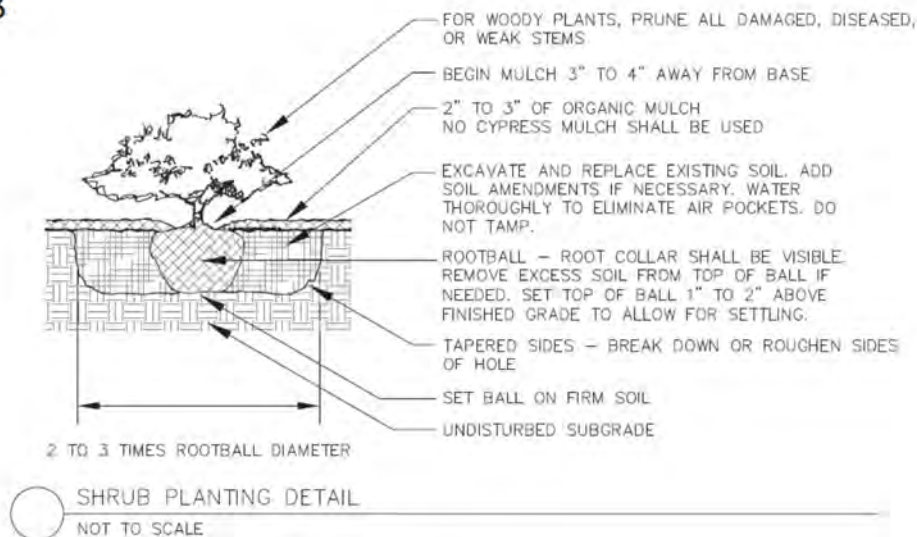 FOR WOODY PLANTS, PRUNE ALL DAMAGED, DISEASED,
OR WEAK STEMS
BEGIN MULCH 3" TO 4" AWAY FROM BASE
2" TO 3" OF ORGANIC MULCH
NO CYPRESS MULCH SHALL BE USED
EXCAVATE AND REPLACE EXISTING SOIL. ADD
SOIL AMENDMENTS IF NECESSARY. WATER
THOROUGHLY TO ELIMINATE AIR POCKETS. DO
NOT TAMP.
ROOTBALL – ROOT COLLAR SHALL BE VISIBLE
REMOVE EXCESS SOIL FROM TOP OF BALL IF
NEEDED. SET TOP OF BALL 1" TO 2" ABOVE
FINISHED GRADE TO ALLOW FOR SETTLING.
TAPERED SIDES – BREAK DOWN OR ROUGHEN SIDES
OF HOLE
SET BALL ON FIRM SOIL
UNDISTURBED SUBGRADE
2 TO 3 TIMES ROOTBALL DIAMETER
SHRUB PLANTING DETAIL
NOT TO SCALE